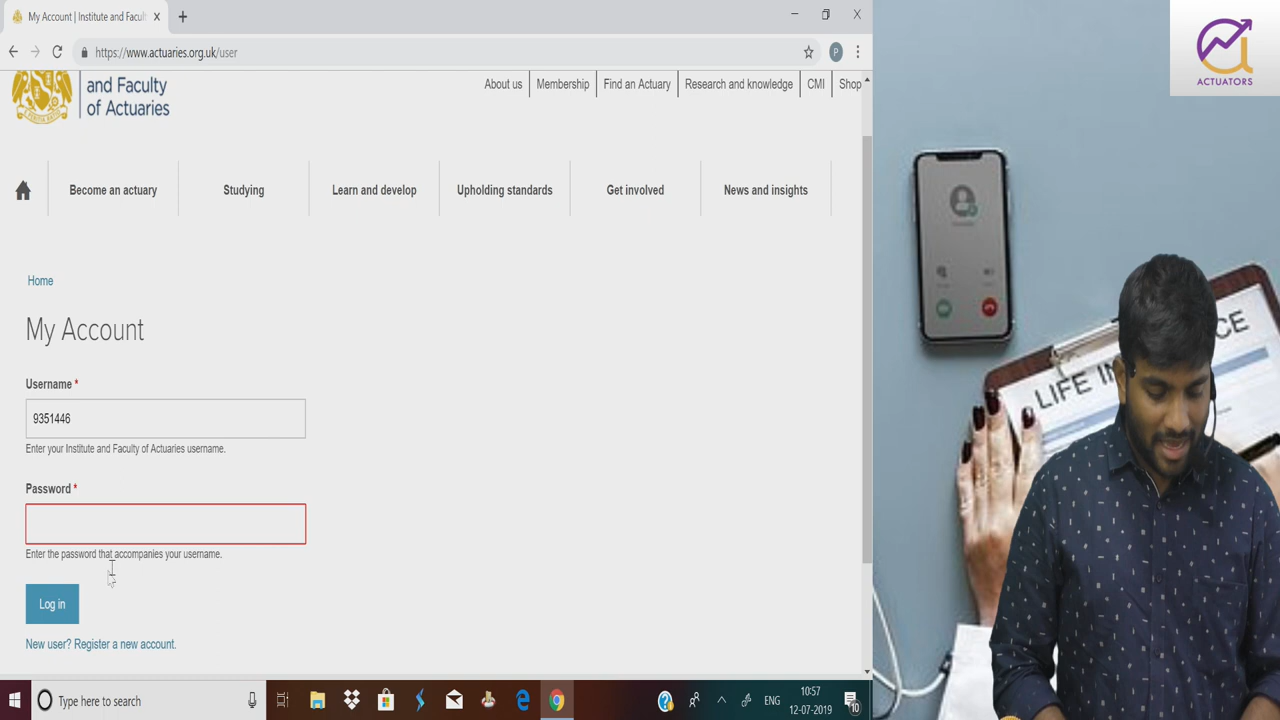 My Account | Institute and Facul
https://www.actuaries.org.uk/user
P
and Faculty
of Actuaries
About us
Membership
Find an Actuary
Research and knowledge
CMI
Shop
Become an actuary
Studying
Learn and develop
Upholding standards
Get involved
News and insights
Home
My Account
Username *
9351446
Enter your Institute and Faculty of Actuaries username.
Password *
Enter the password that accompanies your username.
Log in
New user? Register a new account.
Type here to search
ENG
10:57
12-07-2019
10
ACTUATORS
LIFE IN
CE